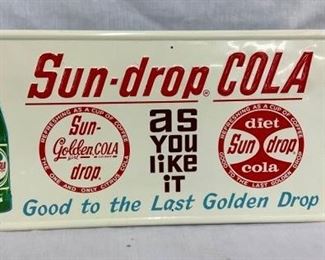 Sun-drop® COLA
REFRESHING AS A CUP OF COFFEE
Sun-
Golden COLA
drop®
THE ONE AND ONLY CITRUS COLA
as
YOU
LIKE
IT
REFRESHING AS A CUP OF COFFEE
diet
Sun drop
cola
GOOD TO THE LAST GOLDEN DROP
Good to the Last Golden Drop